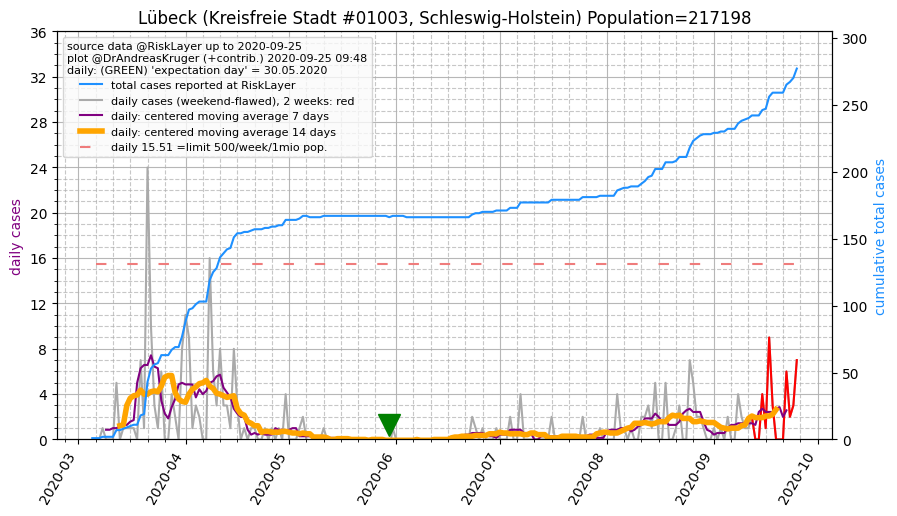 Lübeck (Kreisfreie Stadt #01003, Schleswig-Holstein) Population=217198
source data @RiskLayer up to 2020-09-25
plot @DrAndreasKruger (+contrib.) 2020-09-25 09:48
daily: (GREEN) 'expectation day' = 30.05.2020
total cases reported at RiskLayer
daily cases (weekend-flawed), 2 weeks: red
daily: centered moving average 7 days
daily: centered moving average 14 days
daily 15.51 =limit 500/week/1mio pop.
daily cases
36
32
28
24
20
16
12
8
4
0
cumulative total cases
300
250
200
150
100
50
0
2020-03
2020-04
2020-05
2020-06
2020-07
2020-08
2020-09
2020-10